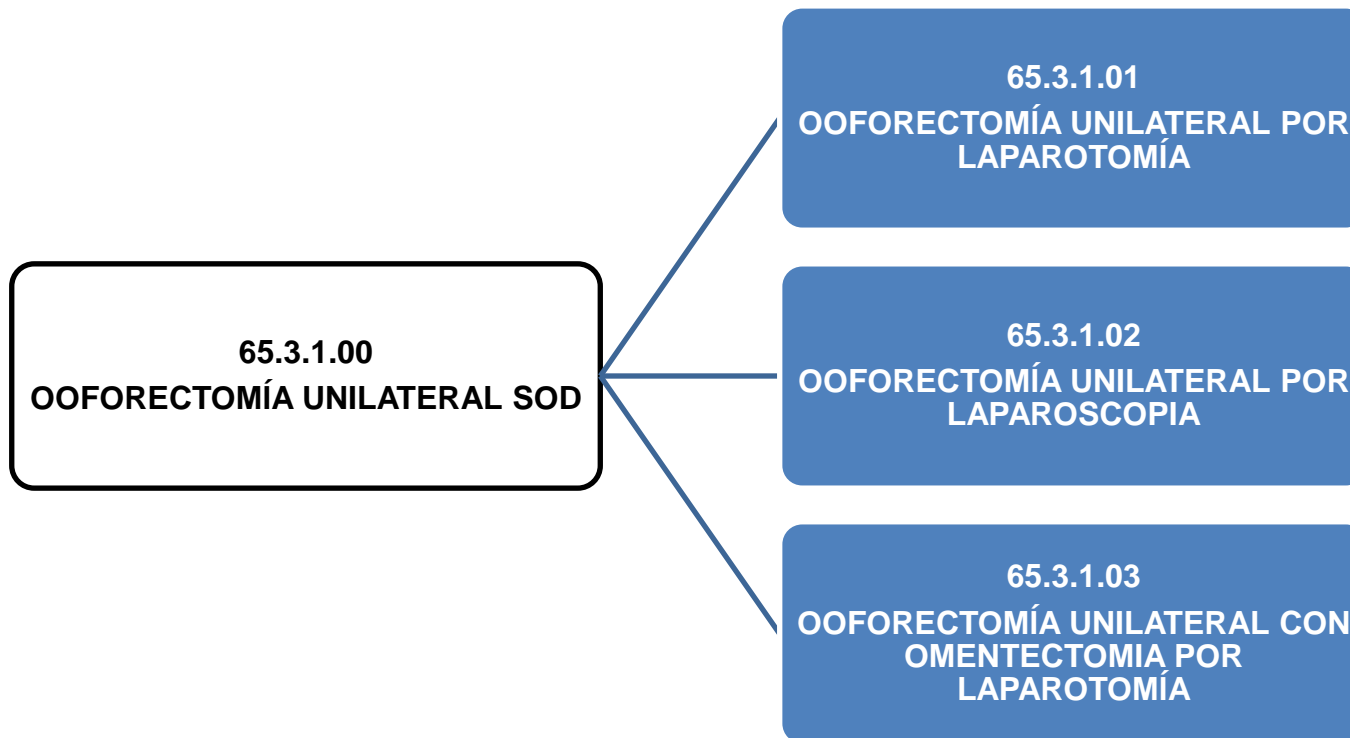 65.3.1.00
OOFORECTOMÍA UNILATERAL SOD
65.3.1.01
OOFORECTOMÍA UNILATERAL POR
LAPAROTOMÍA
65.3.1.02
OOFORECTOMÍA UNILATERAL POR
LAPAROSCOPIA
65.3.1.03
OOFORECTOMÍA UNILATERAL CON
OMENTECTOMIA POR
LAPAROTOMÍA